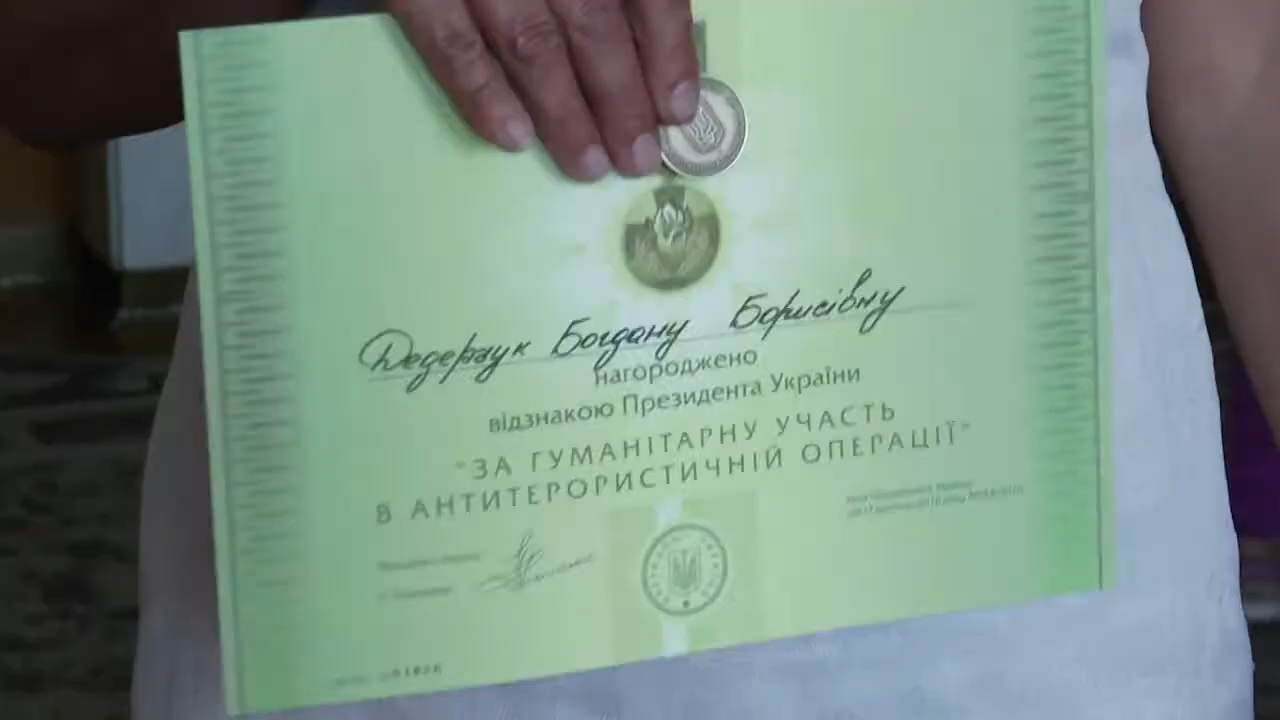 Дедерчук Богдану Борисівну
нагороджено
відзнакою Президента України
"ЗА ГУМАНІТАРНУ УЧАСТЬ
В АНТИТЕРОРИСТИЧНІЙ ОПЕРАЦІЇ"